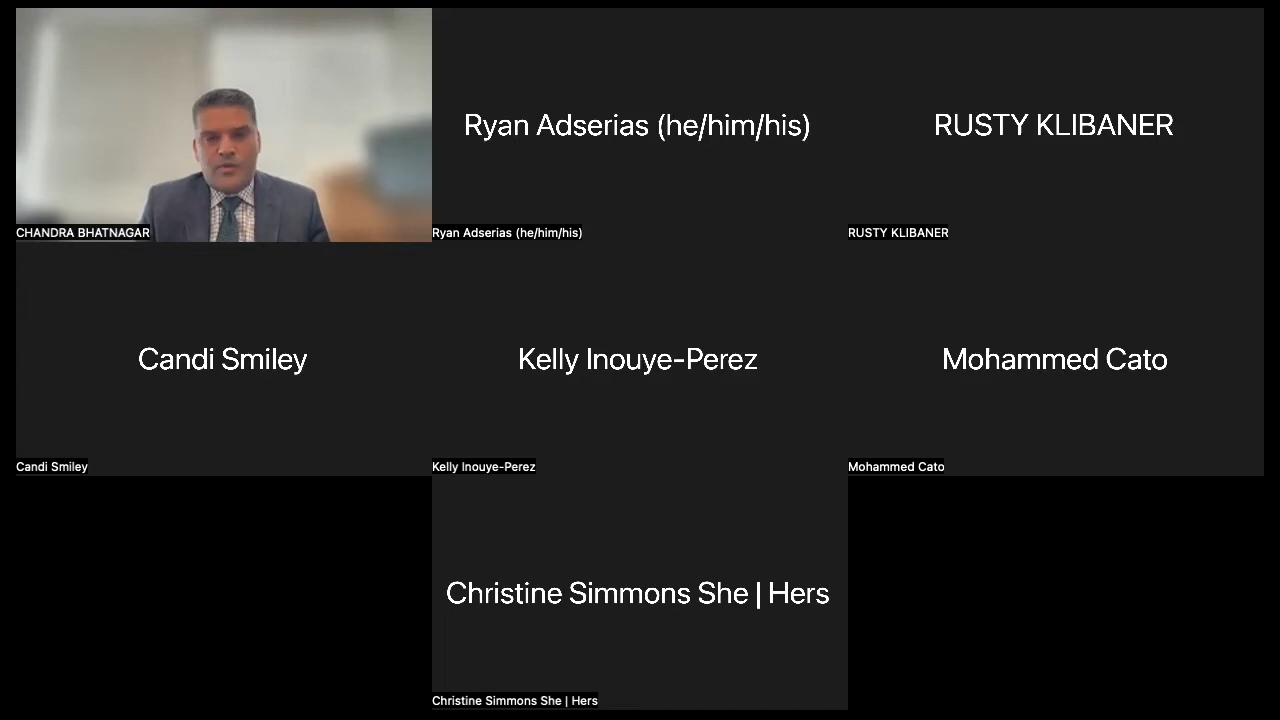 Ryan Adserias (he/him/his)
RUSTY KLIBANER
CHANDRA BHATNAGAR
Ryan Adserias (he/him/his)
RUSTY KLIBANER
Candi Smiley
Kelly Inouye-Perez
Mohammed Cato
Candi Smiley
Kelly Inouye-Perez
Mohammed Cato
Christine Simmons She | Hers
Christine Simmons She | Hers